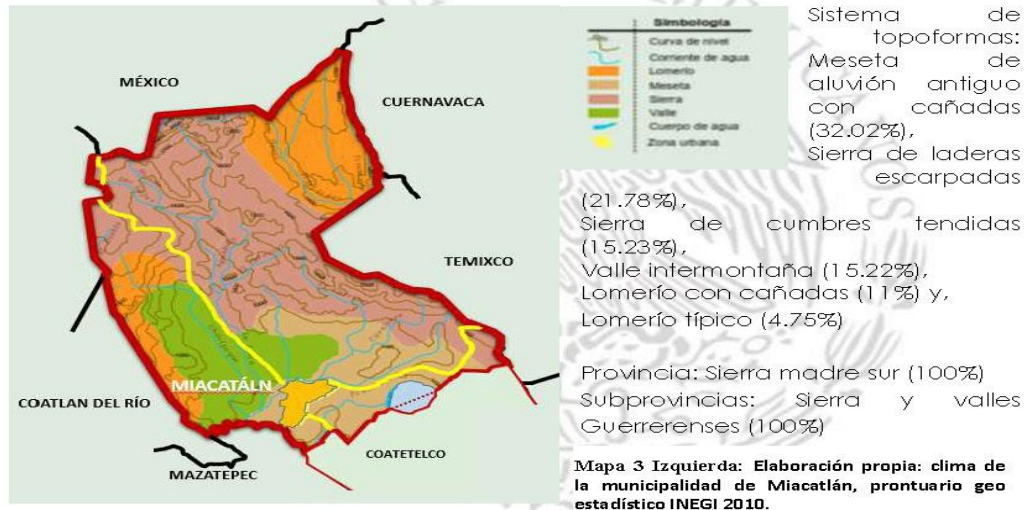 MÉXICO
CUERNAVACA
TEMIXCO
MIACATÁLN
COATLAN DEL RÍO
COATETELCO
MAZATEPEC
Simbología
Curva de nivel
Corriente de agua
Lomerío
Meseta
Sierra
Valle
Cuerpo de agua
Zona urbana
Sistema de
topoformas:
Meseta de
aluvión antiguo
con cañadas
(32.02%),
Sierra de laderas
escarpadas
(21.78%),
Sierra de cumbres tendidas
(15.23%),
Valle intermontaña (15.22%),
Lomerío con cañadas (11%) y,
Lomerío típico (4.75%)
Provincia: Sierra madre sur (100%)
Subprovincias: Sierra y valles
Guerrerenses (100%)
Mapa 3 Izquierda: Elaboración propia: clima de
la municipalidad de Miacatlán, prontuario geo
estadístico INEGI 2010.